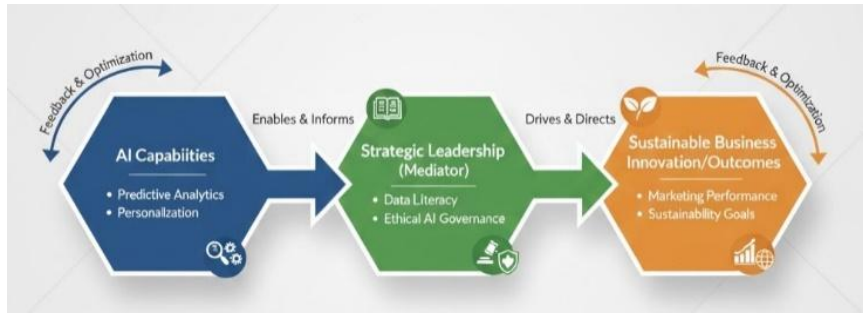 Feedback & Optimization
Feedback & Optimization
Enables & Informs
Drives & Directs
AI Capabiities
• Predictive Analytics
• Personalzation
Strategic Leadership
(Mediator)
• Data Literacy
• Ethical AI Governance
Sustainable Business
Innovation/Outcomes
• Marketing Performance
• Sustainability Goals